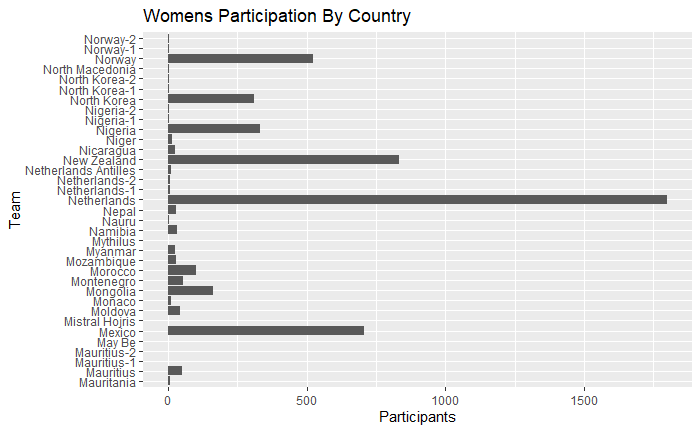 Womens Participation By Country
Norway-2
Norway-1
Norway
North Macedonia
North Korea-2
North Korea-1
North Korea
Nigeria-2
Nigeria-1
Nigeria
Niger
Nicaragua
New Zealand
Netherlands Antilles
Netherlands-2
Netherlands-1
Netherlands
Nepal
Nauru
Namibia
Mythilus
Myanmar
Mozambique
Morocco
Montenegro
Mongolia
Monaco
Moldova
Mistral Hojris
Mexico
May Be
Mauritius-2
Mauritius-1
Mauritius
Mauritania
Team
0 500 1000 1500
Participants